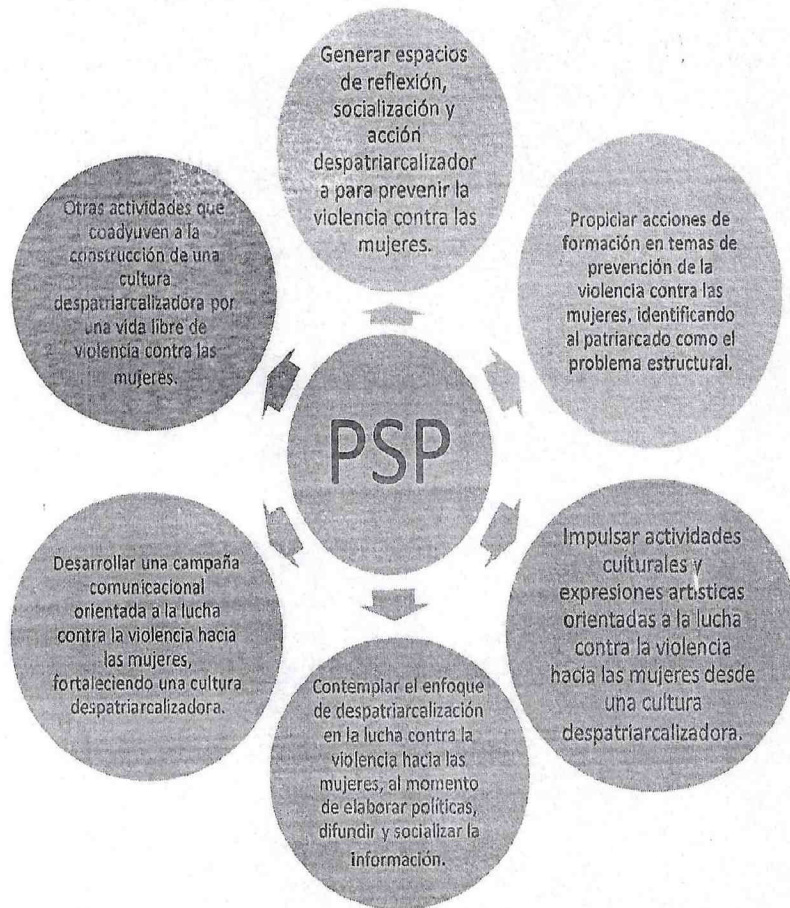 Generar espacios
de reflexión,
socialización y
acción
despatriarcalizador
a para prevenir la
violencia contra las
mujeres.
Propiciar acciones de
formación en temas de
prevención de la
violencia contra las
mujeres, identificando
al patriarcado como el
problema estructural.
Impulsar actividades
culturales y
expresiones artísticas
orientadas a la lucha
contra la violencia
hacia las mujeres desde
una cultura
despatriarcalizadora.
Contemplar el enfoque
de despatriarcalización
en la lucha contra la
violencia hacia las
mujeres, al momento
de elaborar políticas,
difundir y socializar la
información.
Desarrollar una campaña
comunicacional
orientada a la lucha
contra la violencia hacia
las mujeres,
fortaleciendo una cultura
despatriarcalizadora.
Otras actividades que
coadyuven a la
construcción de una
cultura
despatriarcalizadora por
una vida libre de
violencia contra las
mujeres.
PSP